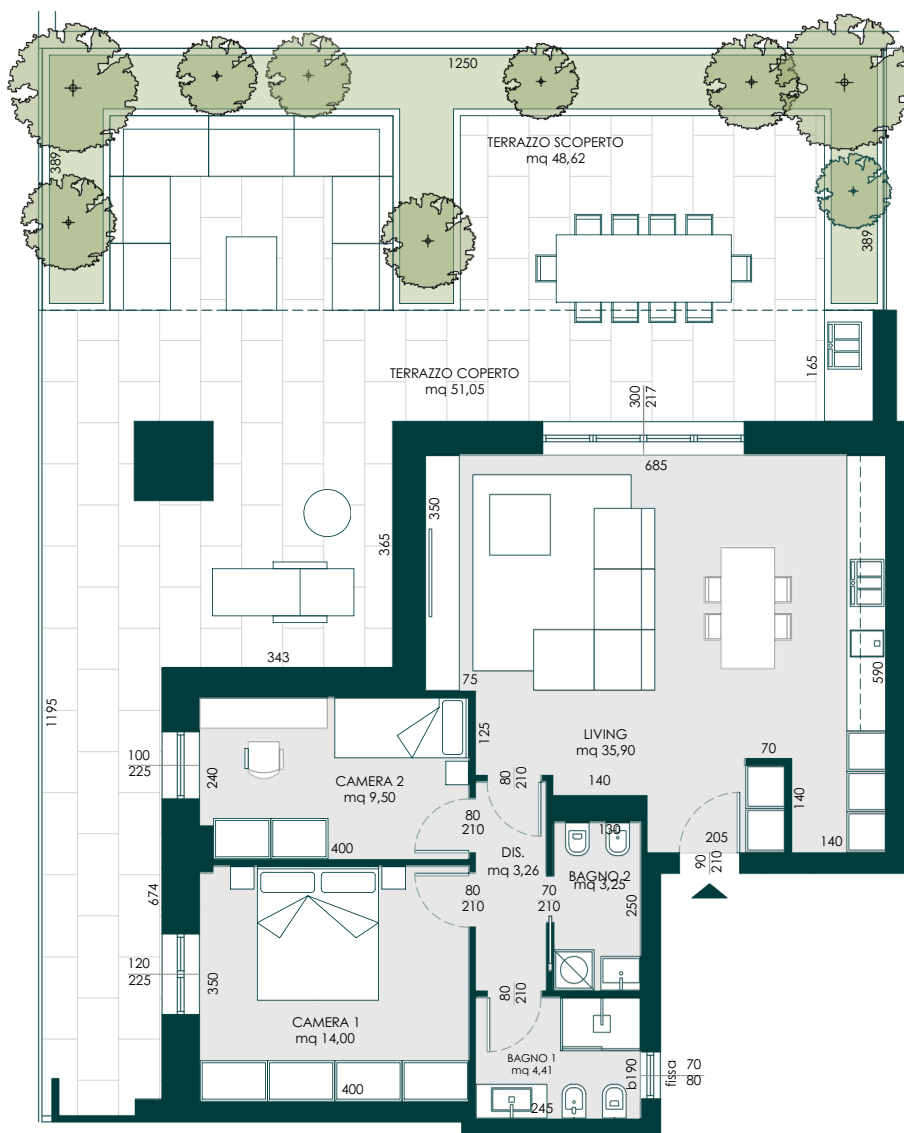 1250
389
TERRAZZO SCOPERTO
mq 48,62
389
165
TERRAZZO COPERTO
mq 51,05
300
217
685
350
365
343
75
590
1195
125
LIVING
mq 35,90
70
100
225
240
CAMERA 2
mq 9,50
80
210
140
140
80
210
400
130
205
140
DIS.
mq 3,26
90
210
BAGNO 2
mq 3,25
674
80
210
70
210
250
120
225
350
80
210
CAMERA 1
mq 14,00
BAGNO 1
mq 4,41
b190
fissa
70
80
400
245